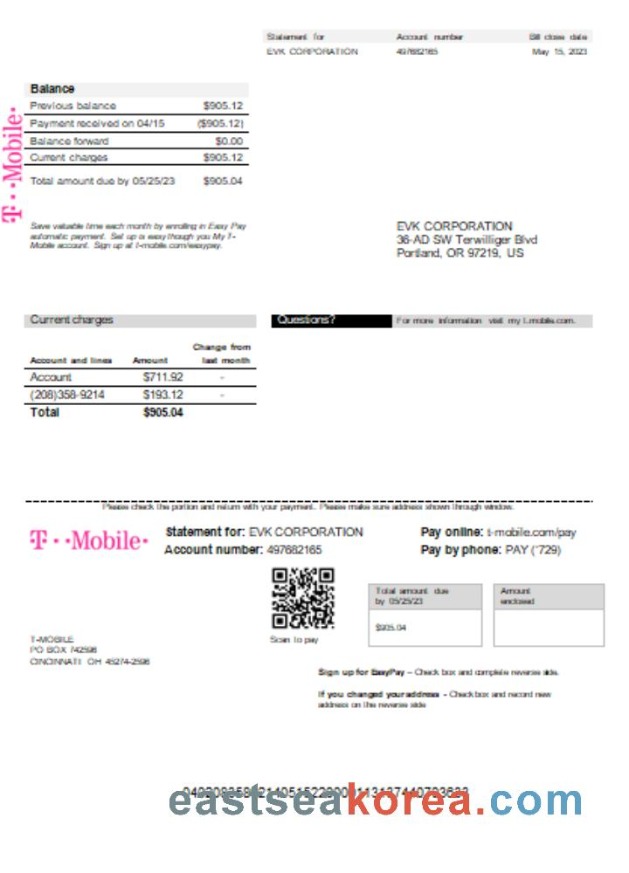 Statement for Account number Bill close date
EVK CORPORATION 497682165 May 15, 2023
Balance
Previous balance $905.12
Payment received on 04/15 ($905.12)
Balance forward $0.00
Current charges $905.12
Total amount due by 05/25/23 $905.04
T··Mobile·
Save valuable time each month by enrolling in Easy Pay
automatic payment. Set up is easy though you My T-
Mobile account. Sign up at t-mobile.com/easypay.
EVK CORPORATION
36-AD SW Terwilliger Blvd
Portland, OR 97219, US
Current charges
Questions? For more information visit my t.mobile.com.
Change from
Account and lines Amount last month
Account $711.92 -
(208)358-9214 $193.12 -
Total $905.04
Please check the portion and return with your payment. Please make sure address shown through window.
T··Mobile·
Statement for: EVK CORPORATION
Account number: 497682165
Pay online: t-mobile.com/pay
Pay by phone: PAY (*729)
Scan to pay
Total amount due
by 05/25/23
$905.04
Amount
enclosed
T-MOBILE
PO BOX 742596
CINCINNATI OH 45274-2596
Sign up for EasyPay – Check box and complete reverse side.
If you changed your address - Check box and record new
address on the reverse side
eastseakorea.com